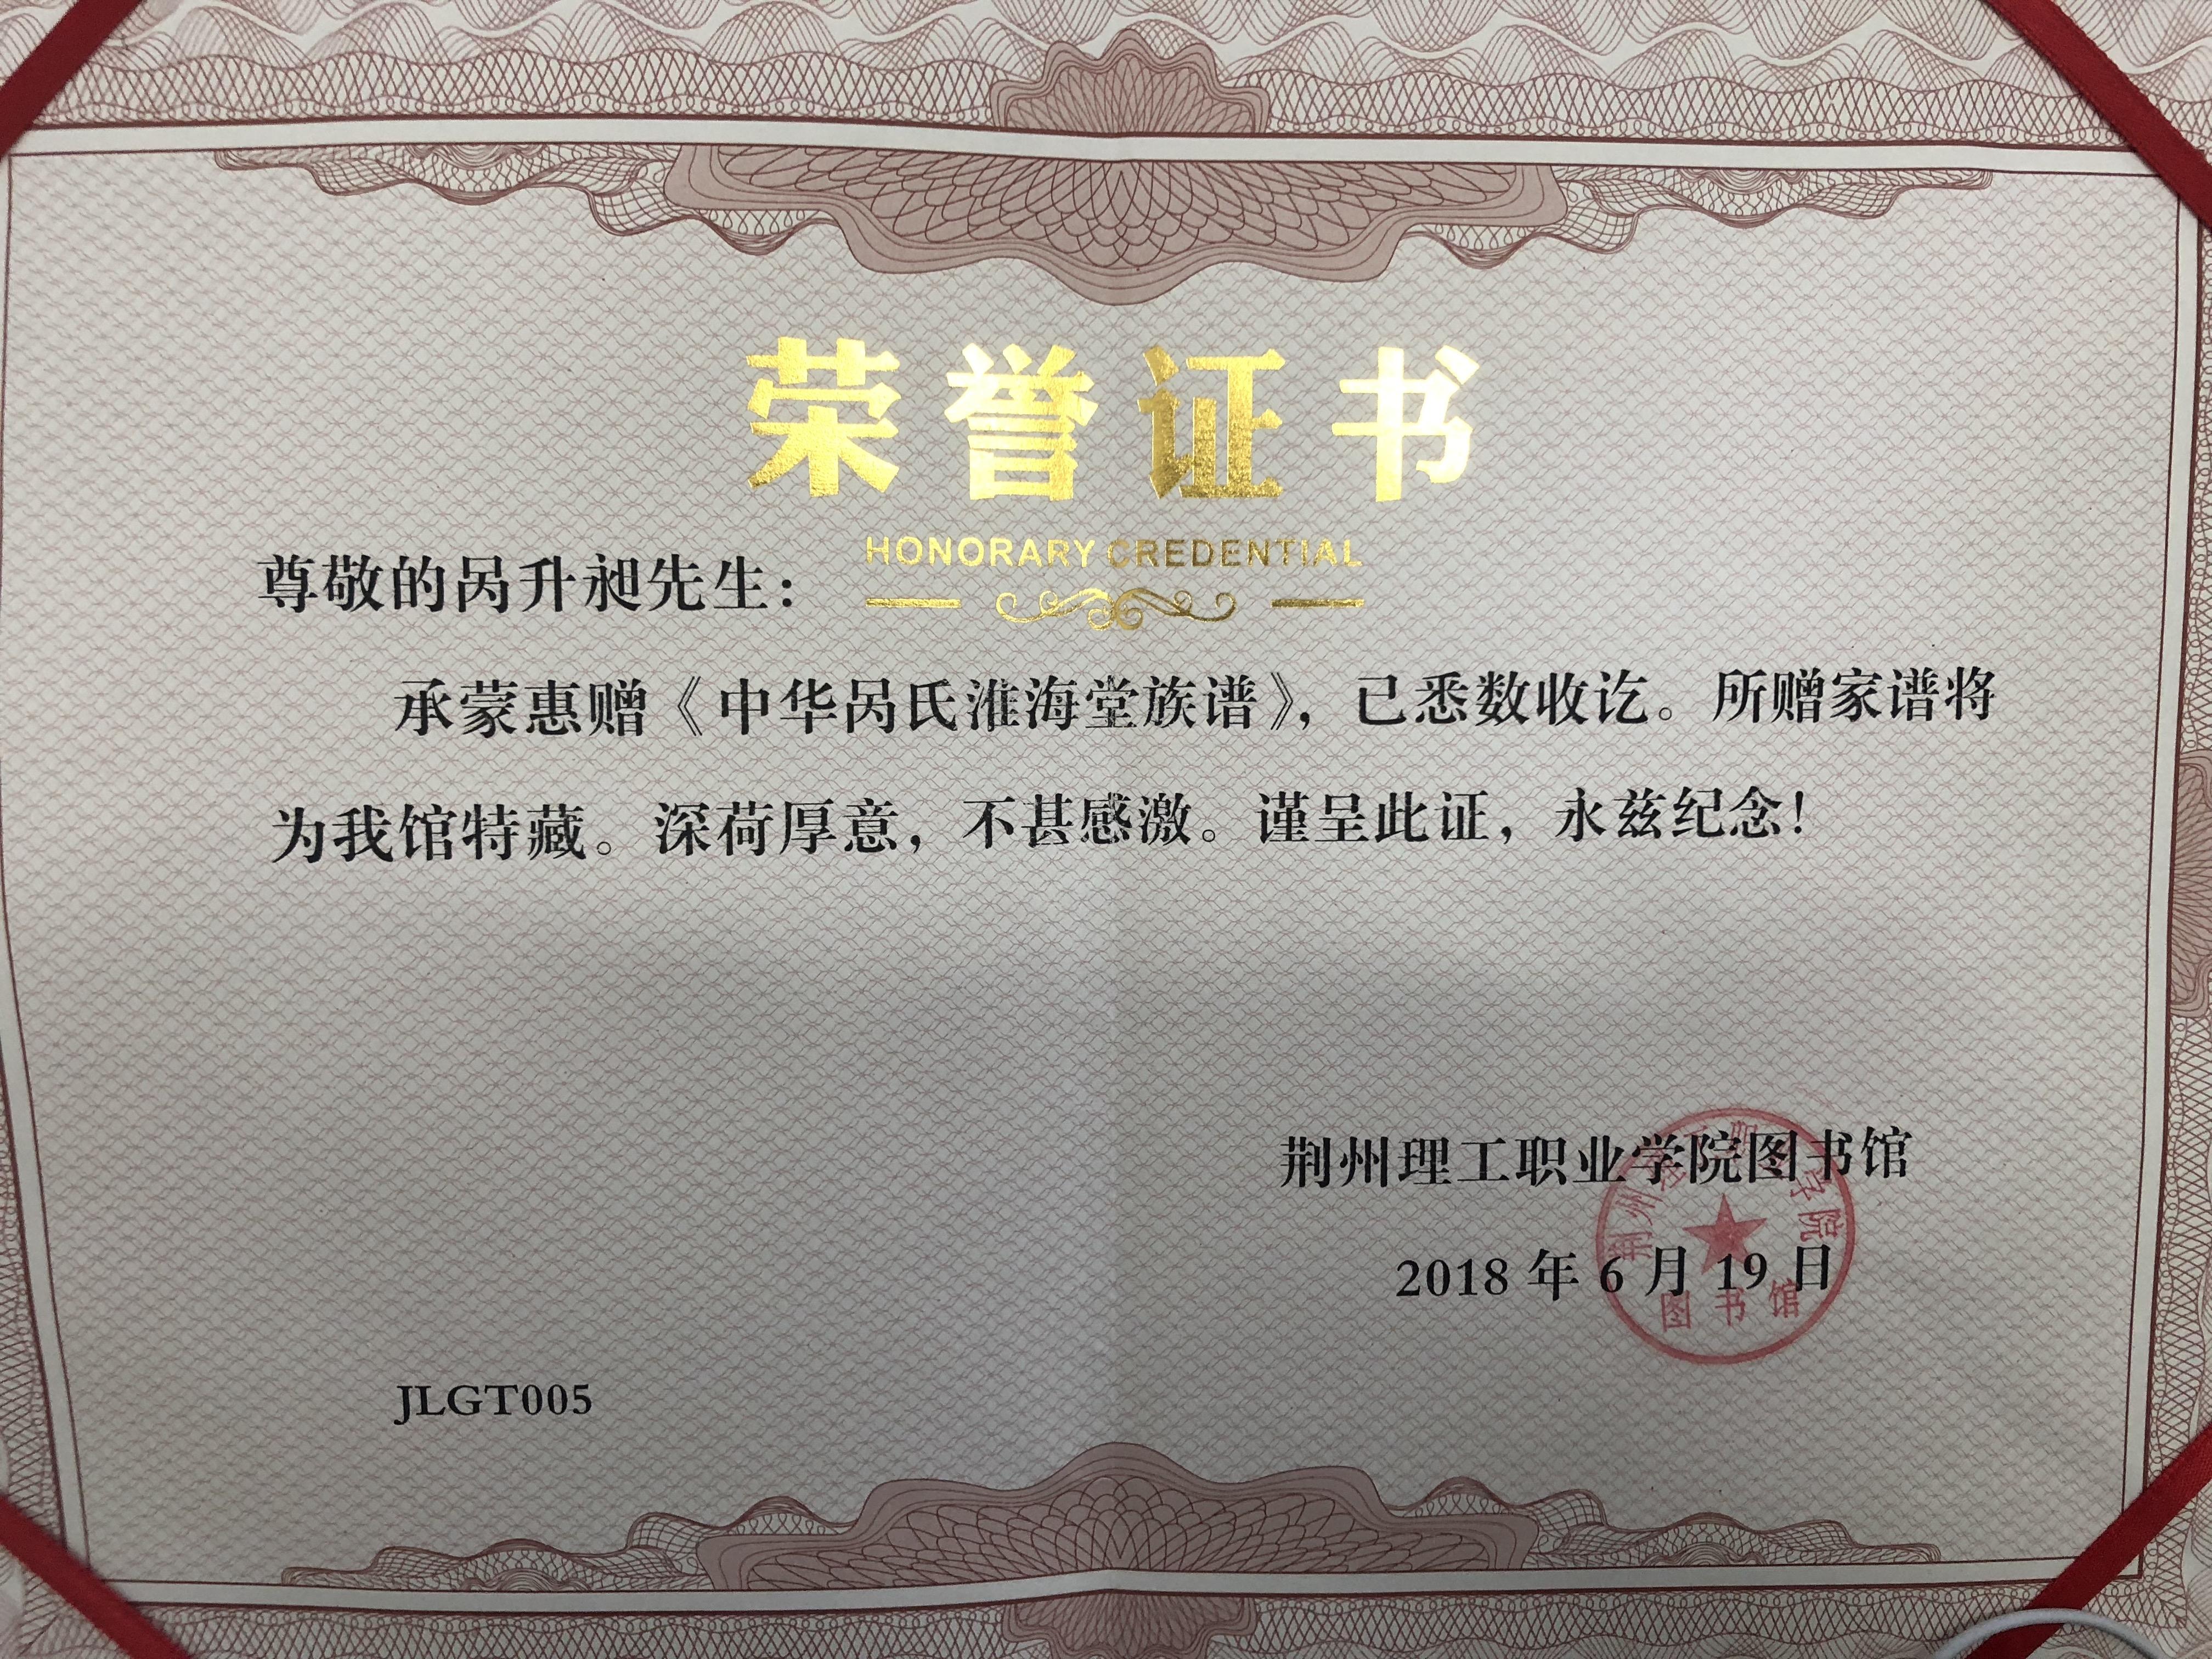 荣誉证书
HONORARY CREDENTIAL
尊敬的呙升昶先生：
承蒙惠赠《中华呙氏淮海堂族谱》，已悉数收讫。所赠家谱将
为我馆特藏。深荷厚意，不甚感激。谨呈此证，永兹纪念！
荆州理工职业学院图书馆
2018 年 6 月 19 日
图书馆
JLGT005